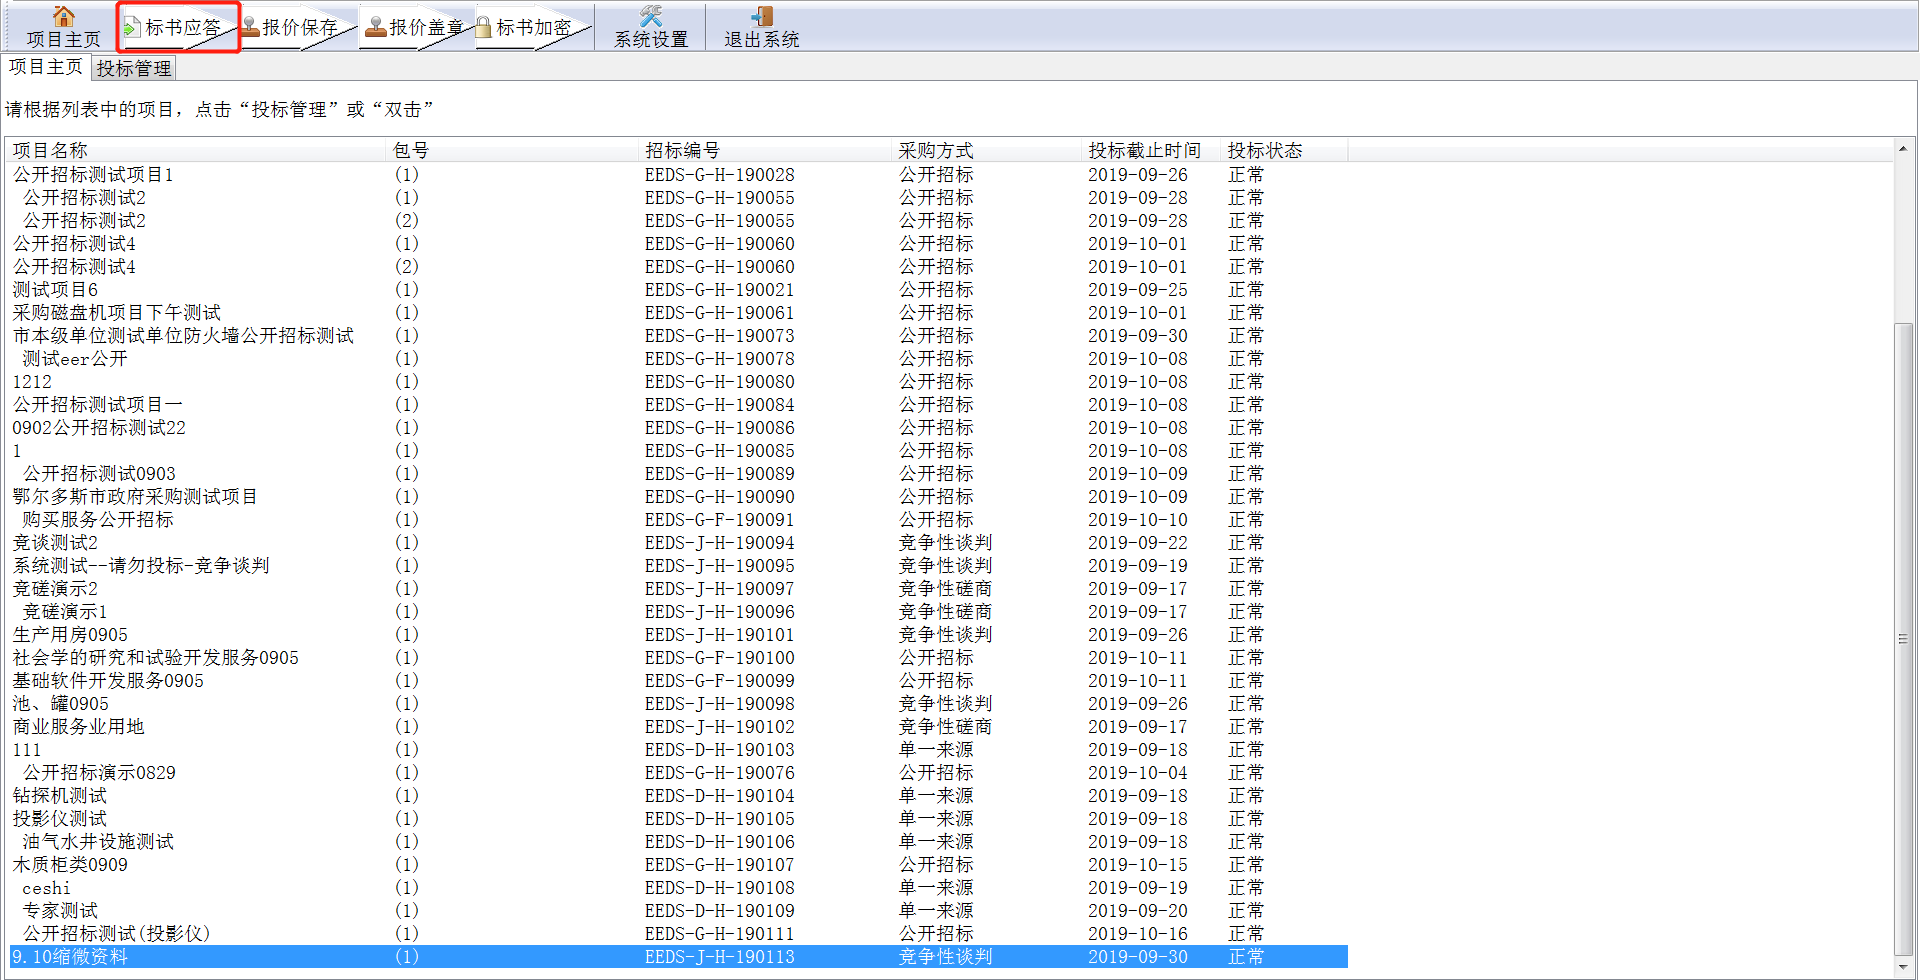 项目主页 标书应答 报价保存 报价盖章 标书加密 系统设置 退出系统
项目主页 投标管理
请根据列表中的项目，点击“投标管理”或“双击”
项目名称 包号 招标编号 采购方式 投标截止时间 投标状态
公开招标测试项目1 (1) EEDS-G-H-190028 公开招标 2019-09-26 正常
公开招标测试2 (1) EEDS-G-H-190055 公开招标 2019-09-28 正常
公开招标测试2 (2) EEDS-G-H-190055 公开招标 2019-09-28 正常
公开招标测试4 (1) EEDS-G-H-190060 公开招标 2019-10-01 正常
公开招标测试4 (2) EEDS-G-H-190060 公开招标 2019-10-01 正常
测试项目6 (1) EEDS-G-H-190021 公开招标 2019-09-25 正常
采购磁盘机项目下午测试 (1) EEDS-G-H-190061 公开招标 2019-10-01 正常
市本级单位测试单位防火墙公开招标测试 (1) EEDS-G-H-190073 公开招标 2019-09-30 正常
测试eer公开 (1) EEDS-G-H-190078 公开招标 2019-10-08 正常
1212 (1) EEDS-G-H-190080 公开招标 2019-10-08 正常
公开招标测试项目一 (1) EEDS-G-H-190084 公开招标 2019-10-08 正常
0902公开招标测试22 (1) EEDS-G-H-190086 公开招标 2019-10-08 正常
1 (1) EEDS-G-H-190085 公开招标 2019-10-08 正常
公开招标测试0903 (1) EEDS-G-H-190089 公开招标 2019-10-09 正常
鄂尔多斯市政府采购测试项目 (1) EEDS-G-H-190090 公开招标 2019-10-09 正常
购买服务公开招标 (1) EEDS-G-F-190091 公开招标 2019-10-10 正常
竞谈测试2 (1) EEDS-J-H-190094 竞争性谈判 2019-09-22 正常
系统测试--请勿投标-竞争谈判 (1) EEDS-J-H-190095 竞争性谈判 2019-09-19 正常
竞磋演示2 (1) EEDS-J-H-190097 竞争性磋商 2019-09-17 正常
竞磋演示1 (1) EEDS-J-H-190096 竞争性磋商 2019-09-17 正常
生产用房0905 (1) EEDS-J-H-190101 竞争性谈判 2019-09-26 正常
社会学的研究和试验开发服务0905 (1) EEDS-G-F-190100 公开招标 2019-10-11 正常
基础软件开发服务0905 (1) EEDS-G-F-190099 公开招标 2019-10-11 正常
池、罐0905 (1) EEDS-J-H-190098 竞争性谈判 2019-09-26 正常
商业服务业用地 (1) EEDS-J-H-190102 竞争性磋商 2019-09-17 正常
111 (1) EEDS-D-H-190103 单一来源 2019-09-18 正常
公开招标演示0829 (1) EEDS-G-H-190076 公开招标 2019-10-04 正常
钻探机测试 (1) EEDS-D-H-190104 单一来源 2019-09-18 正常
投影仪测试 (1) EEDS-D-H-190105 单一来源 2019-09-18 正常
油气水井设施测试 (1) EEDS-D-H-190106 单一来源 2019-09-18 正常
木质柜类0909 (1) EEDS-G-H-190107 公开招标 2019-10-15 正常
ceshi (1) EEDS-D-H-190108 单一来源 2019-09-19 正常
专家测试 (1) EEDS-D-H-190109 单一来源 2019-09-20 正常
公开招标测试(投影仪) (1) EEDS-G-H-190111 公开招标 2019-10-16 正常
9.10缩微资料 (1) EEDS-J-H-190113 竞争性谈判 2019-09-30 正常